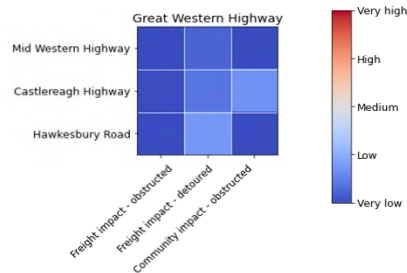 Great Western Highway
Mid Western Highway
Castlereagh Highway
Hawkesbury Road
Freight impact - obstructed
Freight impact - detoured
Community impact - obstructed
Very high
High
Medium
Low
Very low